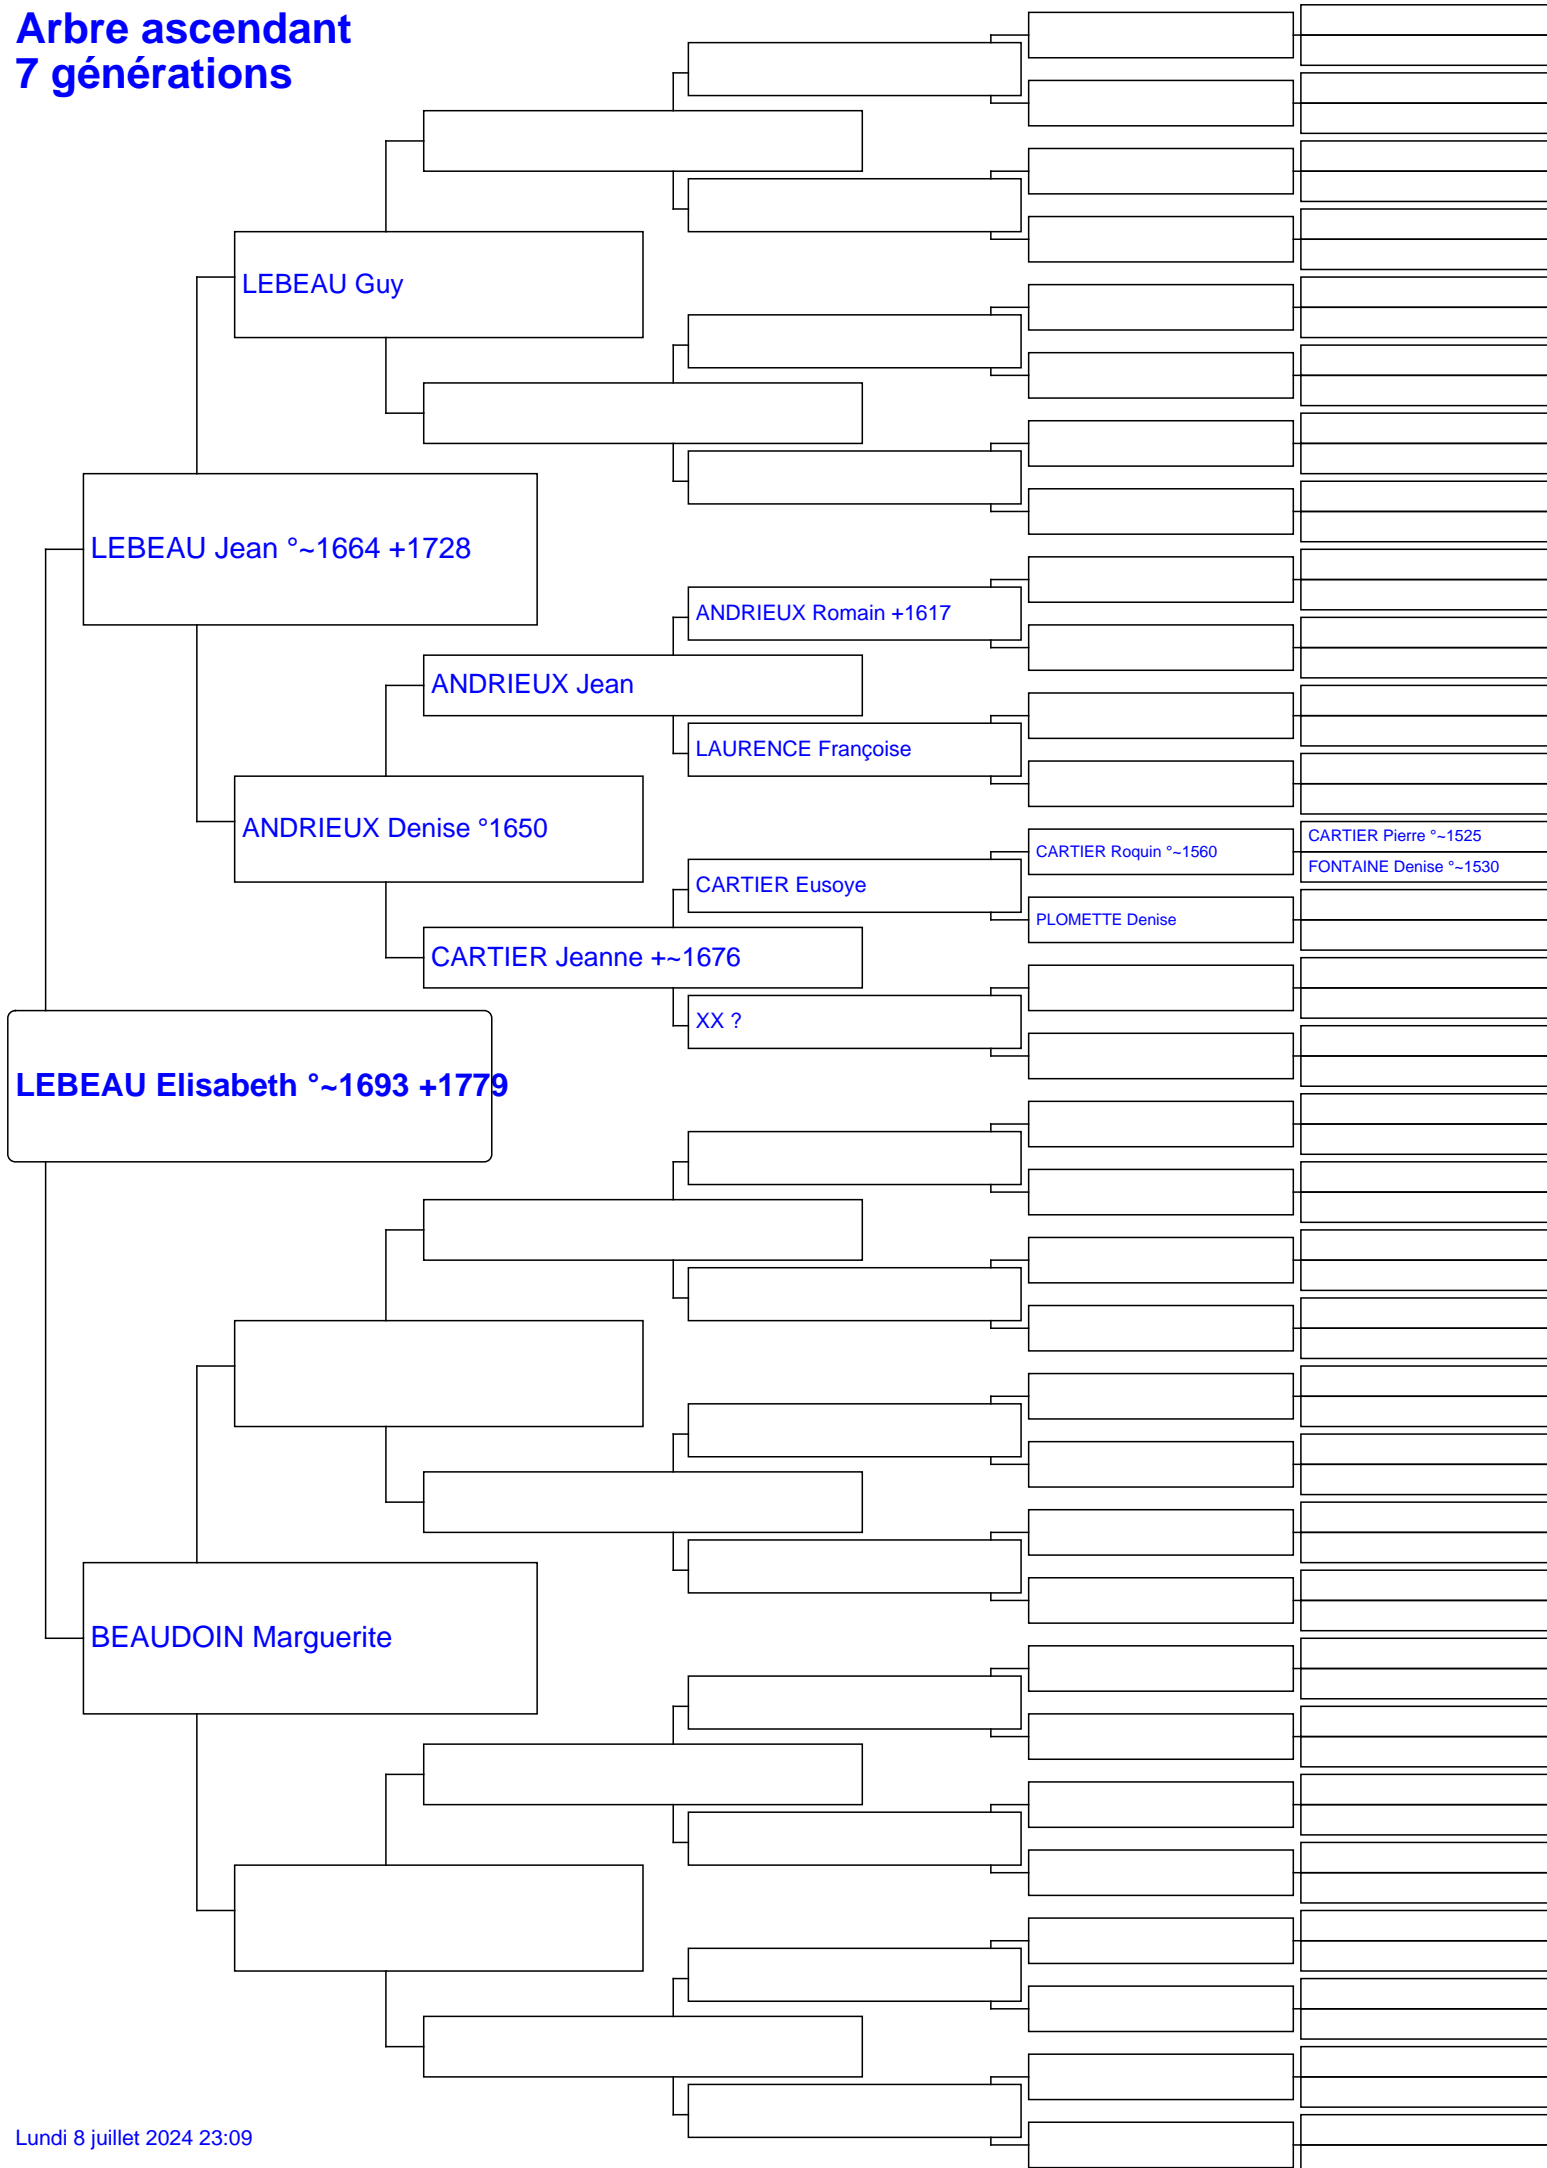 Arbre ascendant
7 générations
LEBEAU Guy
LEBEAU Jean °~1664 +1728
ANDRIEUX Romain +1617
ANDRIEUX Jean
LAURENCE Françoise
ANDRIEUX Denise °1650
CARTIER Pierre °~1525
CARTIER Roquin °~1560
FONTAINE Denise °~1530
CARTIER Eusoye
PLOMETTE Denise
CARTIER Jeanne +~1676
XX ?
LEBEAU Elisabeth °~1693 +1779
BEAUDOIN Marguerite
Lundi 8 juillet 2024 23:09